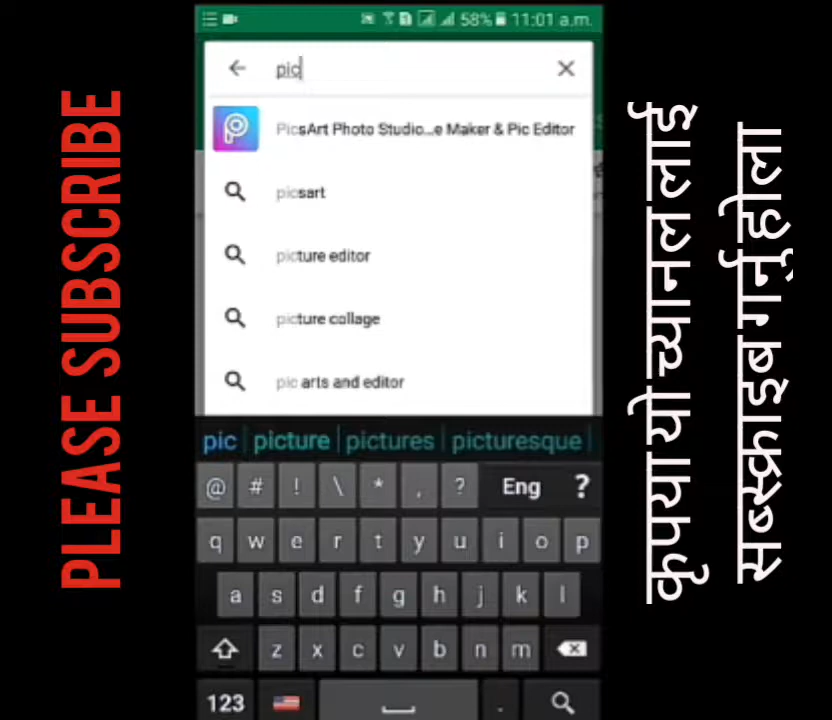 PLEASE SUBSCRIBE
58% 11:01 a.m.
pic
PicsArt Photo Studio...e Maker & Pic Editor
picsart
picture editor
picture collage
pic arts and editor
pic picture pictures picturesque
@ # ! \ * , ? Eng ?
q w e r t y u i o p
a s d f g h j k l
z x c v b n m
123 .
कृपया यो च्यानल लाई
सब्स्क्राइब गर्नु होला